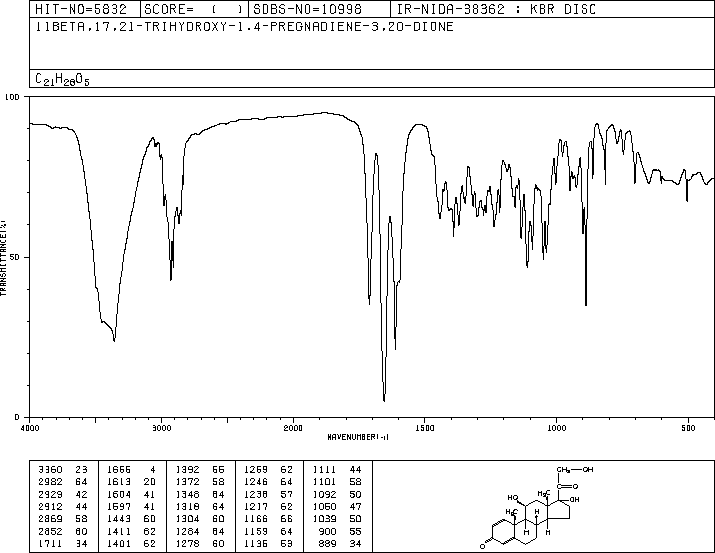 HIT-NO=5832 SCORE= ( ) SDBS-NO=10998 IR-NIDA-38362 : KBR DISC
11BETA,17,21-TRIHYDROXY-1,4-PREGNADIENE-3,20-DIONE
C21H28O5
100
50
0
TRANSMITTANCE(%)
4000 3000 2000 1500 1000 500
WAVENUMBER(-1)
3360 23 1666 4 1392 66 1269 62 1111 44
2982 64 1613 20 1372 58 1246 64 1101 58
2929 42 1604 41 1348 64 1238 57 1092 50
2912 44 1597 41 1318 64 1217 62 1050 47
2869 58 1443 60 1304 60 1166 66 1039 50
2852 60 1411 62 1284 64 1159 64 900 55
1711 34 1401 62 1278 60 1136 53 889 34
CH2—OH
C=O
HO H3C OH
H3C H
H H
O